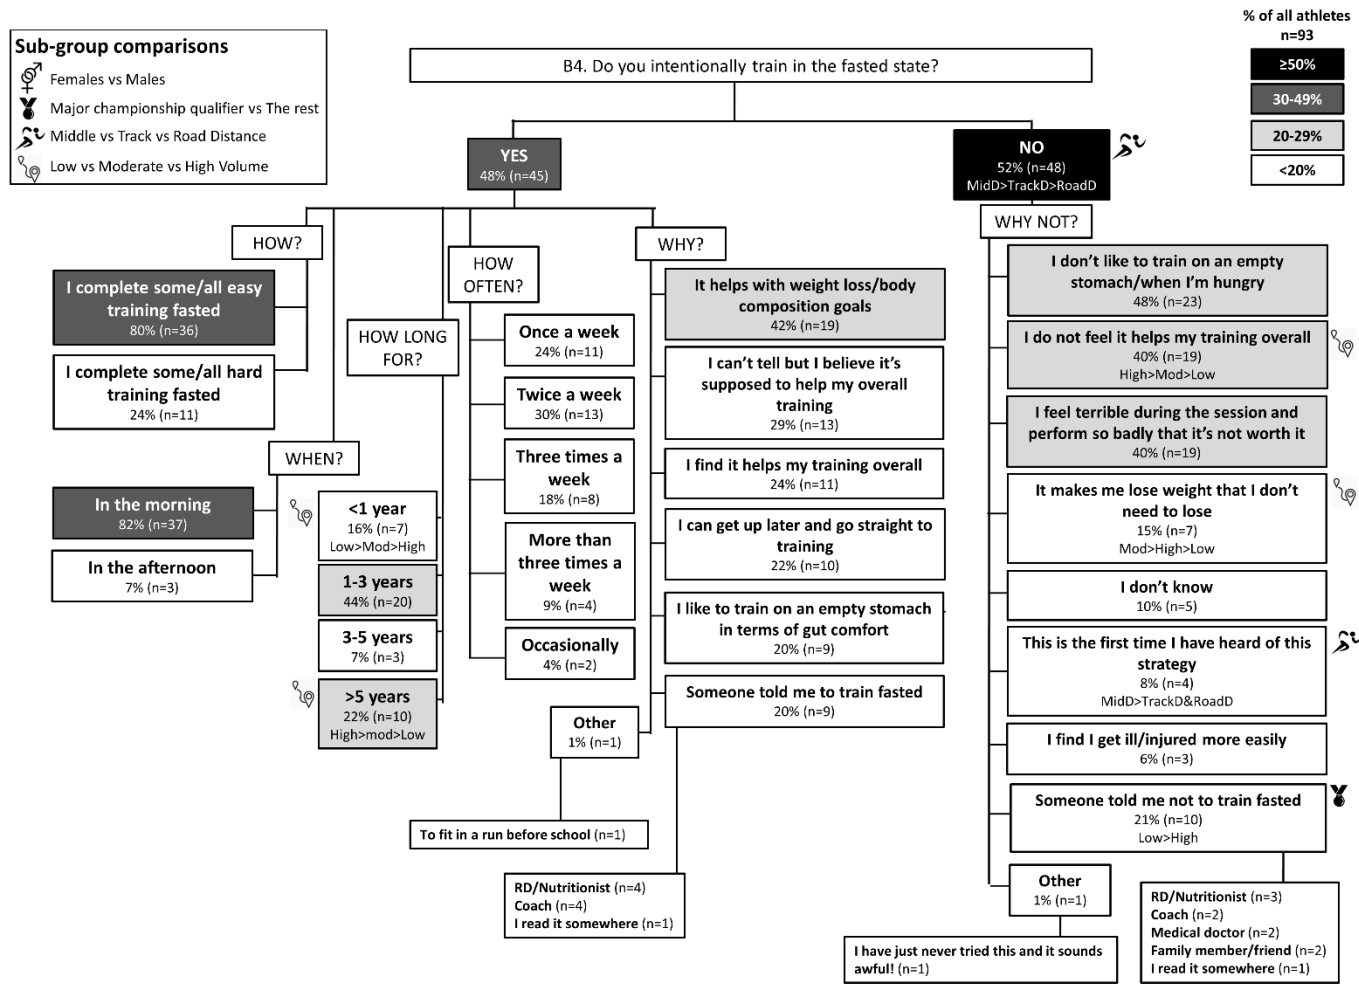 Sub-group comparisons
Females vs Males
Major championship qualifier vs The rest
Middle vs Track vs Road Distance
Low vs Moderate vs High Volume
% of all athletes
n=93
≥50%
30-49%
20-29%
<20%
B4. Do you intentionally train in the fasted state?
YES
48% (n=45)
NO
52% (n=48)
MidD>TrackD>RoadD
HOW?
I complete some/all easy
training fasted
80% (n=36)
I complete some/all hard
training fasted
24% (n=11)
WHEN?
In the morning
82% (n=37)
In the afternoon
7% (n=3)
HOW LONG
FOR?
<1 year
16% (n=7)
Low>Mod>High
1-3 years
44% (n=20)
3-5 years
7% (n=3)
>5 years
22% (n=10)
High>mod>Low
HOW
OFTEN?
Once a week
24% (n=11)
Twice a week
30% (n=13)
Three times a
week
18% (n=8)
More than
three times a
week
9% (n=4)
Occasionally
4% (n=2)
WHY?
It helps with weight loss/body
composition goals
42% (n=19)
I can't tell but I believe it's
supposed to help my overall
training
29% (n=13)
I find it helps my training overall
24% (n=11)
I can get up later and go straight to
training
22% (n=10)
I like to train on an empty stomach
in terms of gut comfort
20% (n=9)
Someone told me to train fasted
20% (n=9)
Other
1% (n=1)
To fit in a run before school (n=1)
RD/Nutritionist (n=4)
Coach (n=4)
I read it somewhere (n=1)
WHY NOT?
I don't like to train on an empty
stomach/when I'm hungry
48% (n=23)
I do not feel it helps my training overall
40% (n=19)
High>Mod>Low
I feel terrible during the session and
perform so badly that it's not worth it
40% (n=19)
It makes me lose weight that I don't
need to lose
15% (n=7)
Mod>High>Low
I don't know
10% (n=5)
This is the first time I have heard of this
strategy
8% (n=4)
MidD>TrackD&RoadD
I find I get ill/injured more easily
6% (n=3)
Someone told me not to train fasted
21% (n=10)
Low>High
Other
1% (n=1)
I have just never tried this and it sounds
awful! (n=1)
RD/Nutritionist (n=3)
Coach (n=2)
Medical doctor (n=2)
Family member/friend (n=2)
I read it somewhere (n=1)